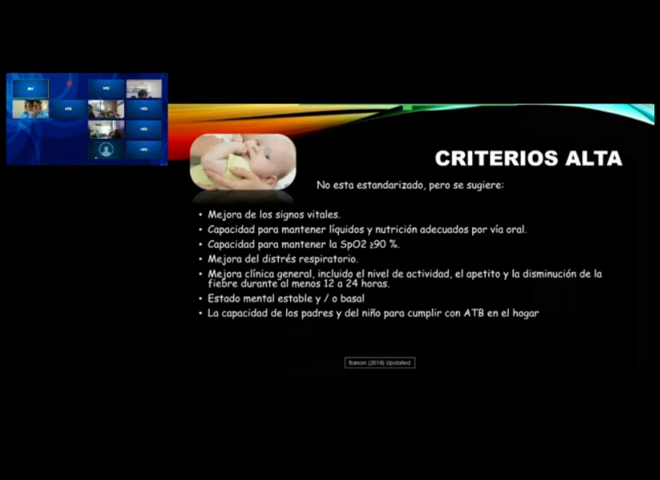 CRITERIOS ALTA
No esta estandarizado, pero se sugiere:
• Mejora de los signos vitales.
• Capacidad para mantener líquidos y nutrición adecuados por vía oral.
• Capacidad para mantener la SpO2 ≥90 %.
• Mejora del distrés respiratorio.
• Mejora clínica general, incluido el nivel de actividad, el apetito y la disminución de la
fiebre durante al menos 12 a 24 horas.
• Estado mental estable y / o basal
• La capacidad de los padres y del niño para cumplir con ATB en el hogar
Barson (2018) Updated